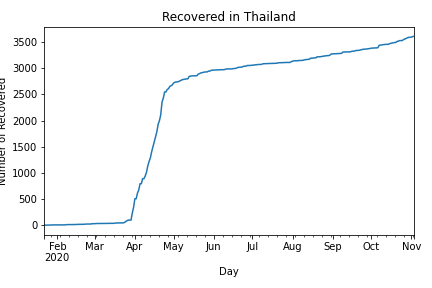 Recovered in Thailand
Number of Recovered
3500
3000
2500
2000
1500
1000
500
0
Feb Mar Apr May Jun Jul Aug Sep Oct Nov
2020
Day